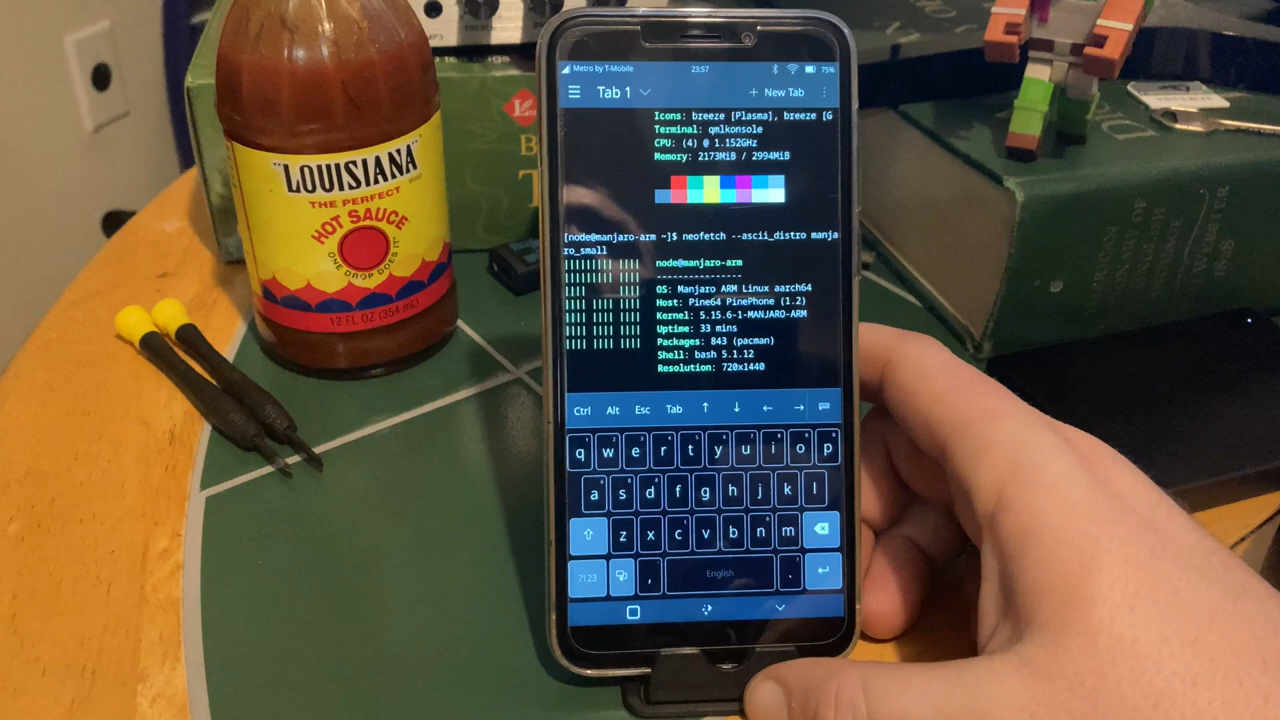 Metro by T-Mobile 23:57 75%
Tab 1 + New Tab
Icons: breeze [Plasma], breeze [G
Terminal: qmlkonsole
CPU: (4) @ 1.152GHz
Memory: 2173MiB / 2994MiB
[node@manjaro-arm ~]$ neofetch --ascii_distro manja
ro_small
node@manjaro-arm
----------------
OS: Manjaro ARM Linux aarch64
Host: Pine64 PinePhone (1.2)
Kernel: 5.15.6-1-MANJARO-ARM
Uptime: 33 mins
Packages: 843 (pacman)
Shell: bash 5.1.12
Resolution: 720x1440
Ctrl Alt Esc Tab ↑ ↓ ← →
q w e r t y u i o p
a s d f g h j k l
z x c v b n m
?123 , English .
"LOUISIANA"
BRAND
THE PERFECT
HOT SAUCE
ONE DROP DOES IT
12 FL OZ (354 mL)
MP3
WEBSTER
1828